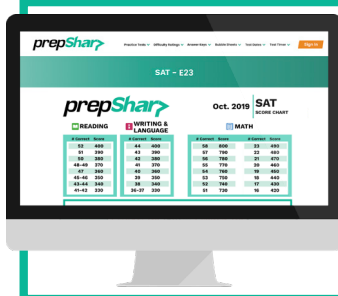 prepSharp
Practice Tests Difficulty Ratings Answer Keys Bubble Sheets Test Dates Test Timer Sign In
SAT – E23
prepSharp Oct. 2019 SAT
SCORE CHART
READING WRITING & LANGUAGE MATH
# Correct Score # Correct Score # Correct Score # Correct Score
52 400 44 400 58 800 23 490
51 390 43 390 57 790 22 480
50 380 42 380 56 780 21 470
48-49 370 41 370 55 770 20 460
47 360 40 360 54 760 19 450
45-46 350 39 350 53 750 18 440
43-44 340 38 340 52 740 17 430
41-42 330 36-37 330 51 730 16 420